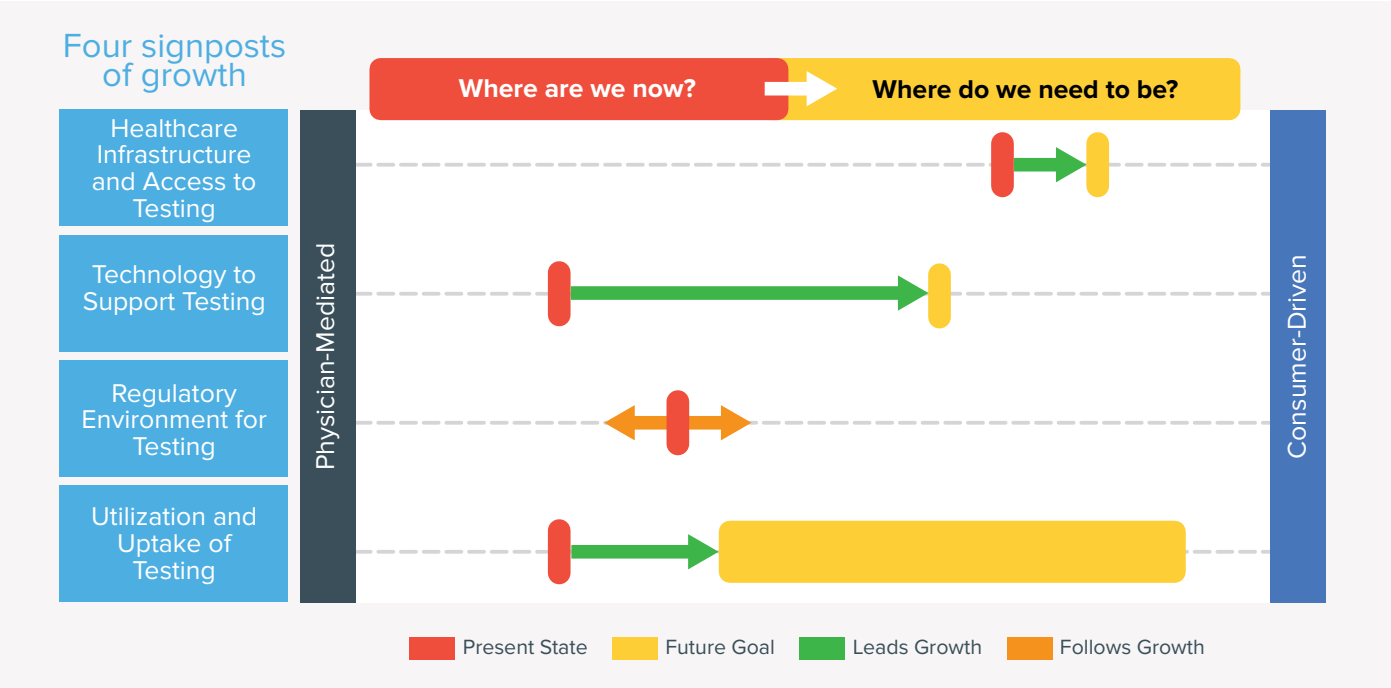 Four signposts
of growth
Where are we now?
Where do we need to be?
Healthcare
Infrastructure
and Access to
Testing
Technology to
Support Testing
Regulatory
Environment for
Testing
Utilization and
Uptake of
Testing
Physician-Mediated
Consumer-Driven
Present State
Future Goal
Leads Growth
Follows Growth